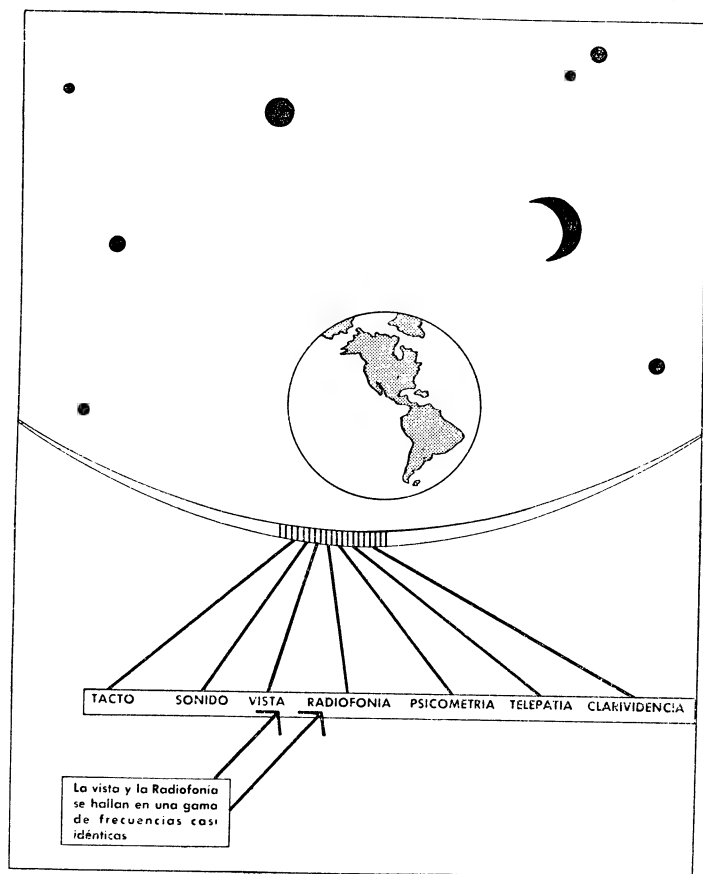 TACTO SONIDO VISTA RADIOFONIA PSICOMETRIA TELEPATIA CLARIVIDENCIA
La vista y la Radiofonía
se hallan en una gama
de frecuencias casi
idénticas